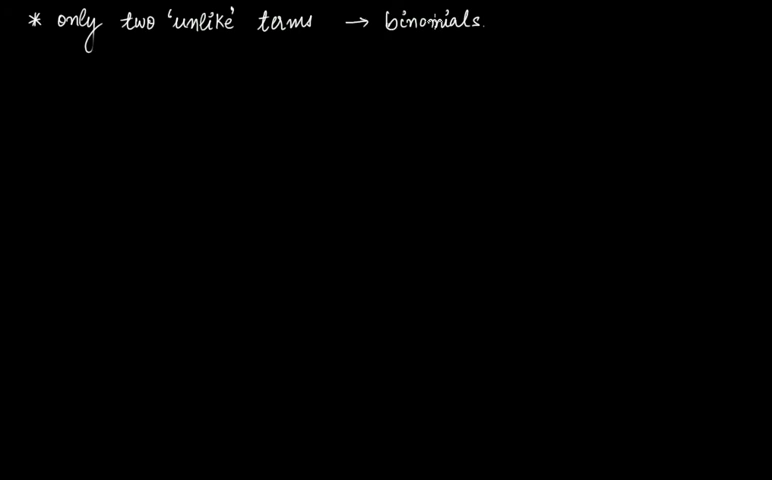 * only two 'unlike' terms → binomials.